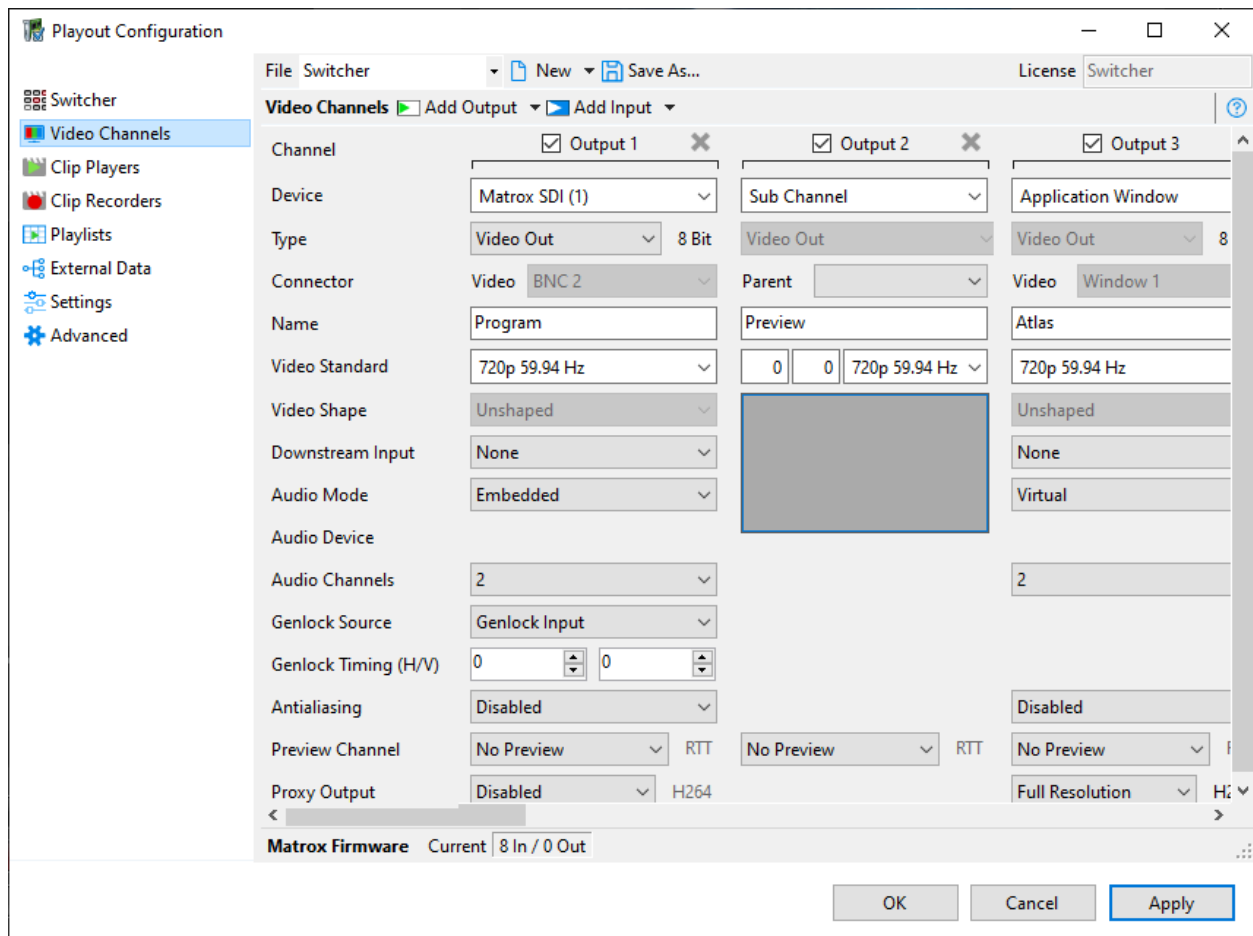 Playout Configuration
File Switcher New Save As... License Switcher
Switcher
Video Channels
Clip Players
Clip Recorders
Playlists
External Data
Settings
Advanced
Video Channels Add Output Add Input
Channel Output 1 Output 2 Output 3
Device Matrox SDI (1) Sub Channel Application Window
Type Video Out 8 Bit Video Out Video Out 8
Connector Video BNC 2 Parent Video Window 1
Name Program Preview Atlas
Video Standard 720p 59.94 Hz 0 0 720p 59.94 Hz 720p 59.94 Hz
Video Shape Unshaped Unshaped
Downstream Input None None
Audio Mode Embedded Virtual
Audio Device
Audio Channels 2 2
Genlock Source Genlock Input
Genlock Timing (H/V) 0 0
Antialiasing Disabled Disabled
Preview Channel No Preview RTT No Preview RTT No Preview
Proxy Output Disabled H264 Full Resolution H2
Matrox Firmware Current 8 In / 0 Out
OK Cancel Apply